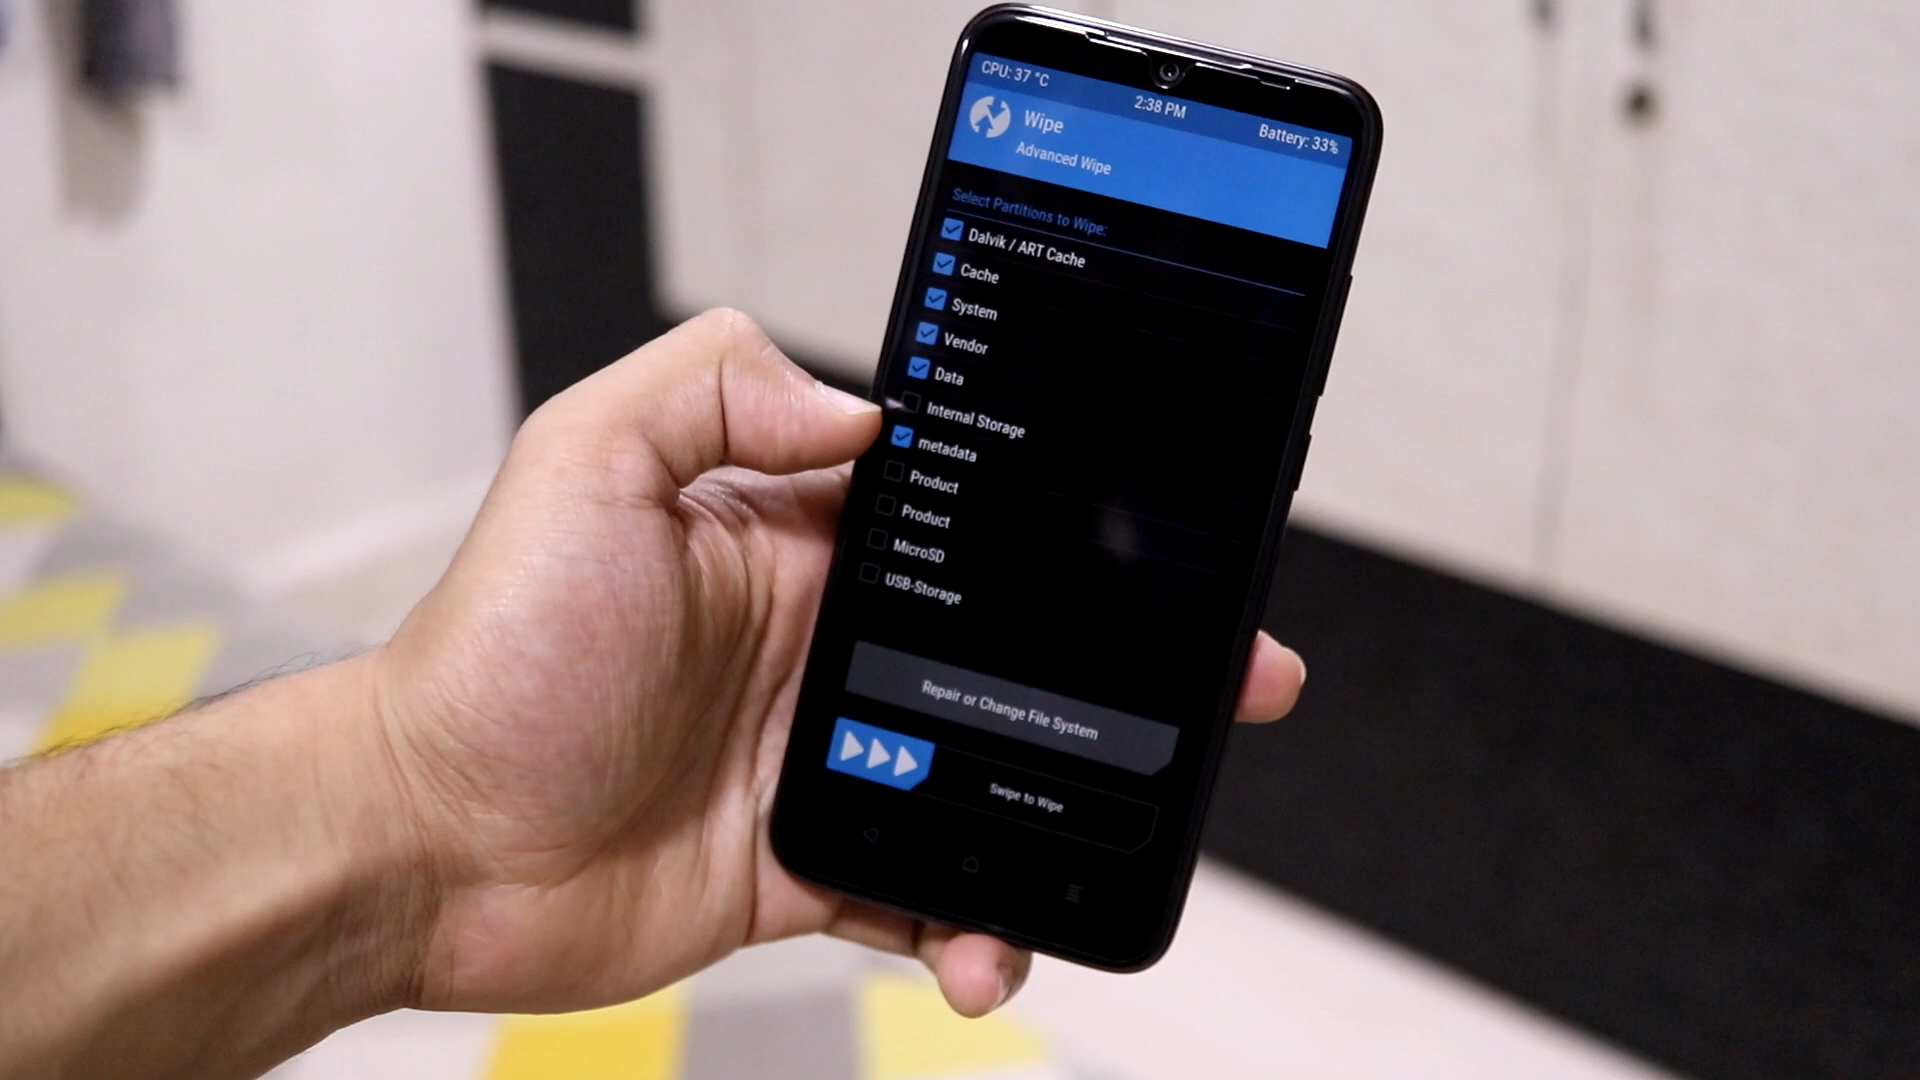 CPU: 37 °C
2:38 PM
Battery: 33%
Wipe
Advanced Wipe
Select Partitions to Wipe:
Dalvik / ART Cache
Cache
System
Vendor
Data
Internal Storage
metadata
Product
Product
MicroSD
USB-Storage
Repair or Change File System
Swipe to Wipe